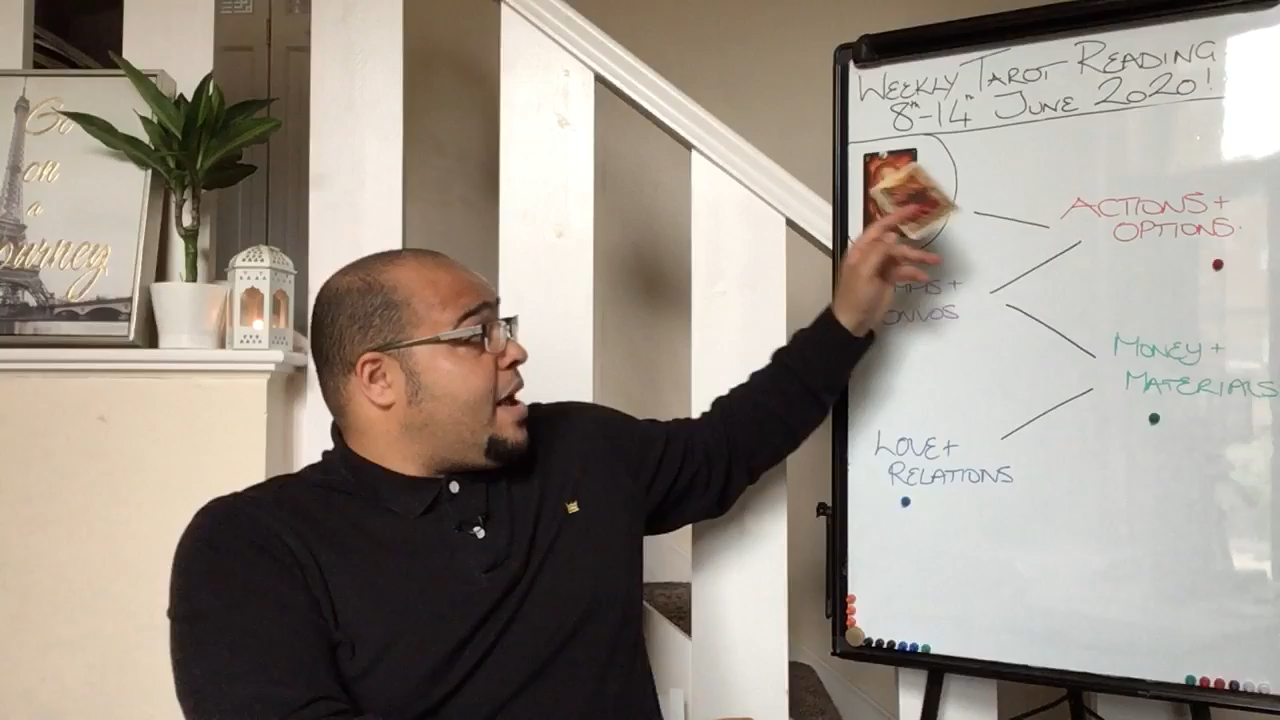 Go
on
a
Journey
WEEKLY TAROT READING
8th-14th JUNE 2020!
ACTIONS+
OPTIONS.
MONEY+
MATERIALS
LOVE+
RELATIONS